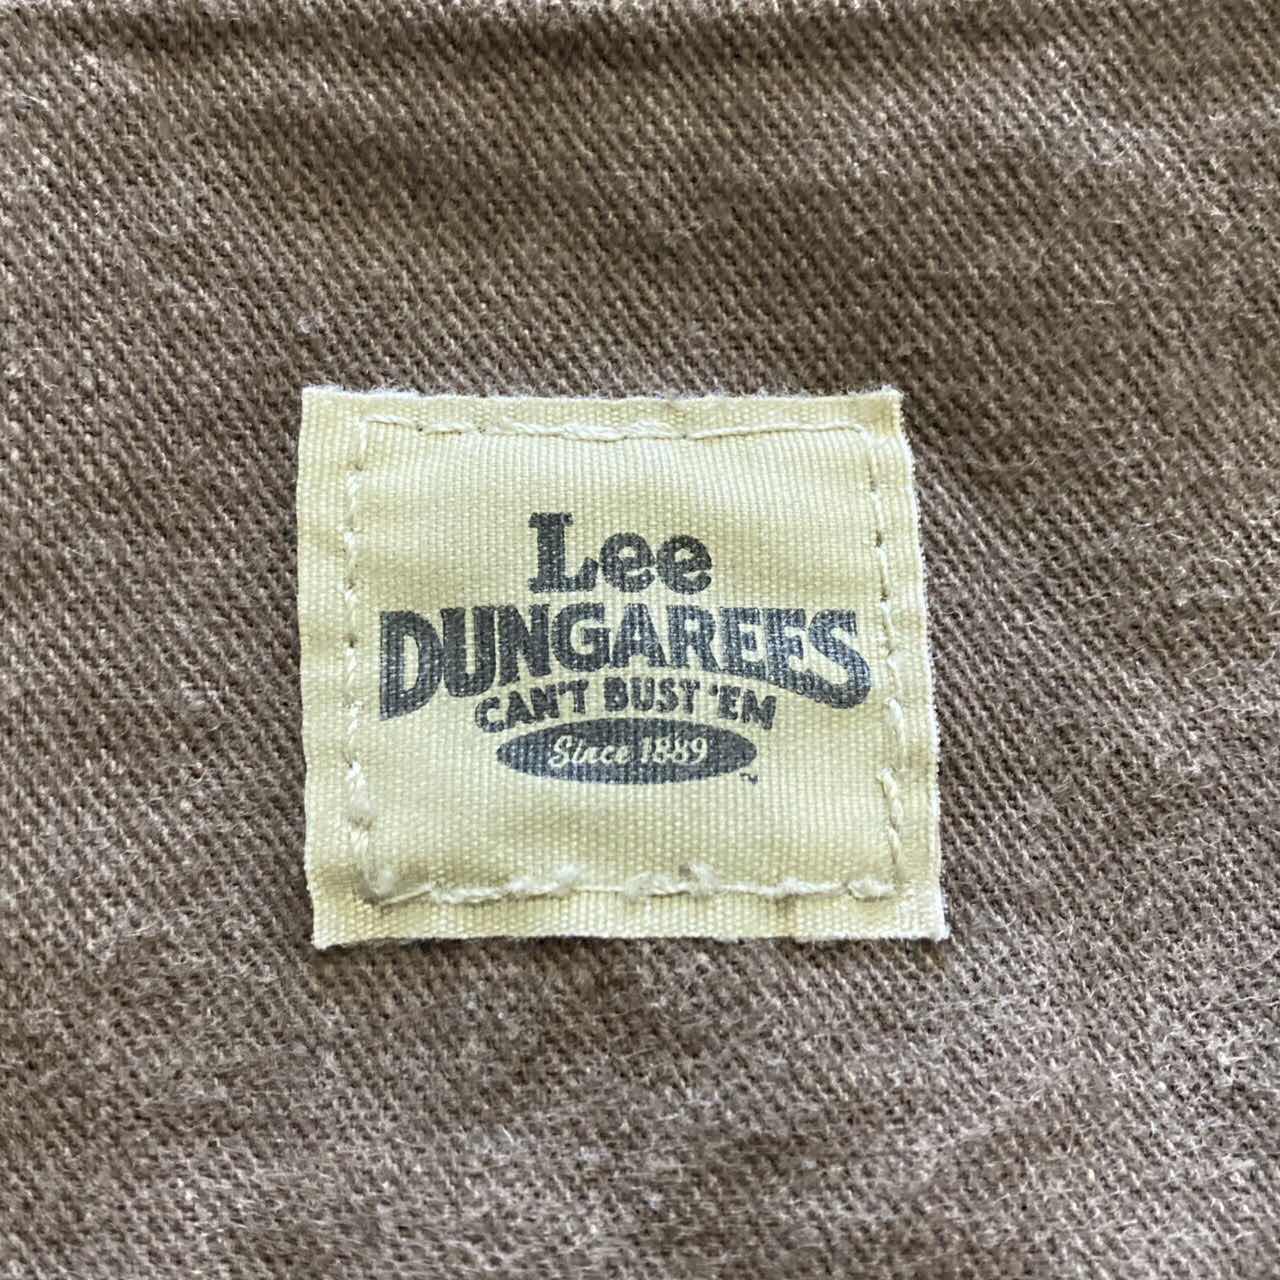 Lee
DUNGAREES
CAN'T BUST 'EM
Since 1889
™